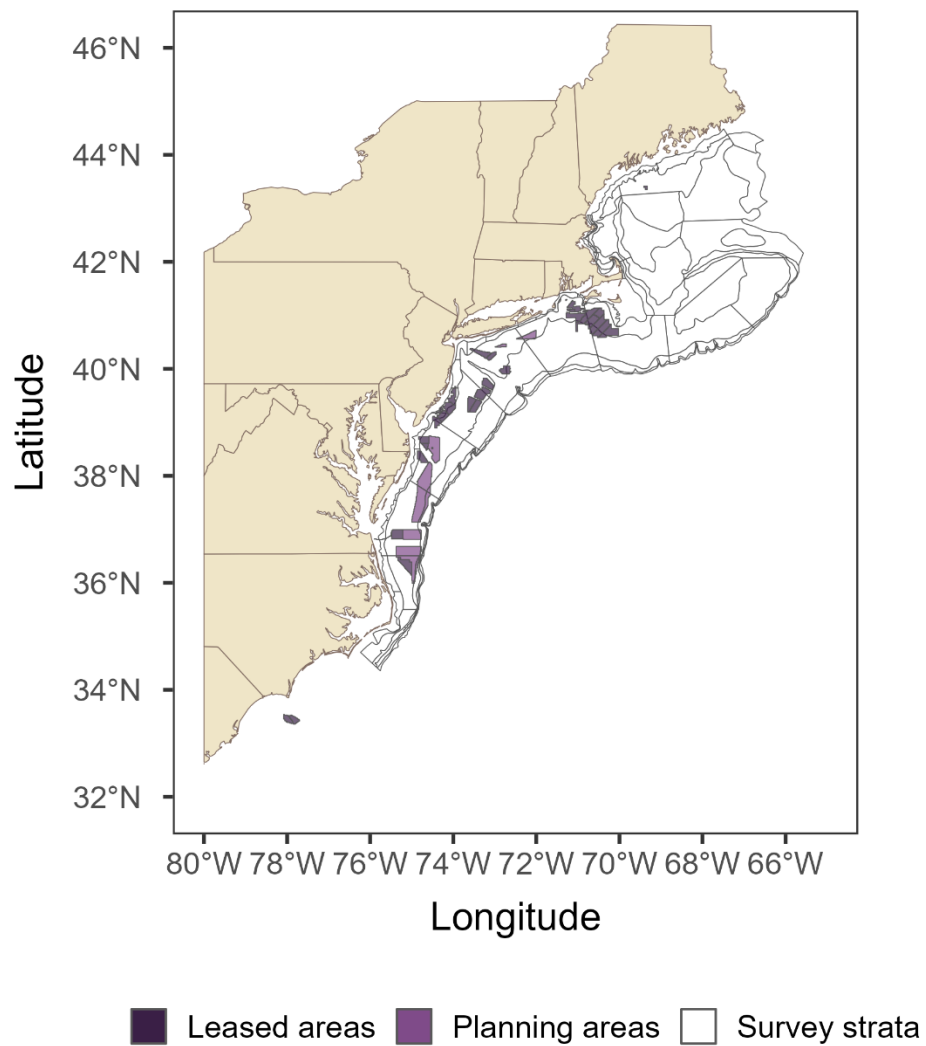 46°N
44°N
42°N
40°N
38°N
36°N
34°N
32°N
Latitude
80°W 78°W 76°W 74°W 72°W 70°W 68°W 66°W
Longitude
Leased areas Planning areas Survey strata